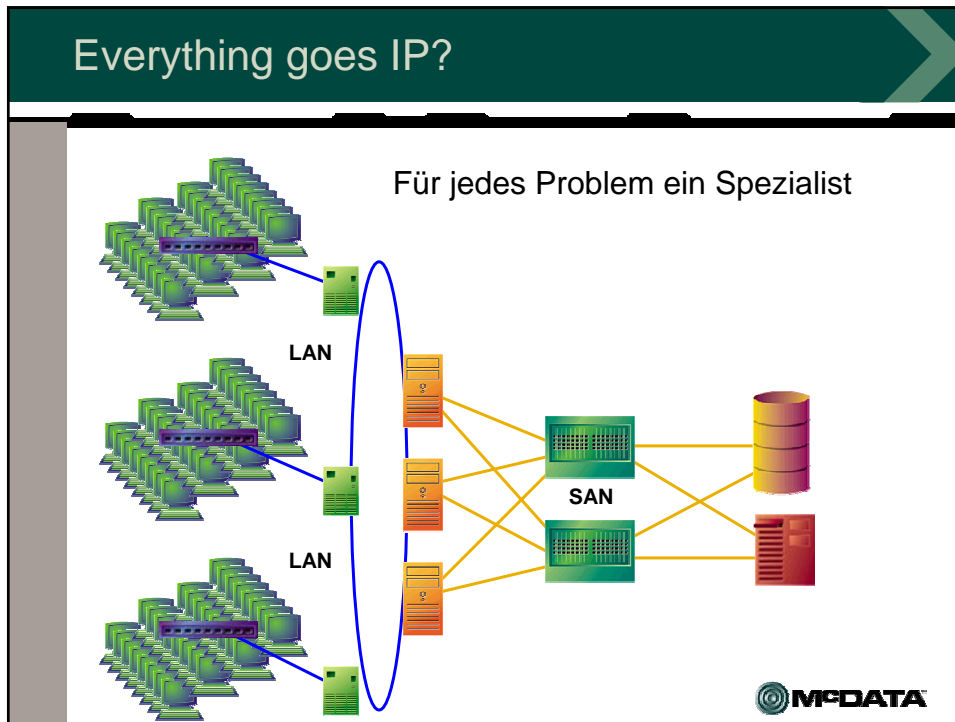 Everything goes IP?
Für jedes Problem ein Spezialist
LAN
SAN
LAN
McDATA